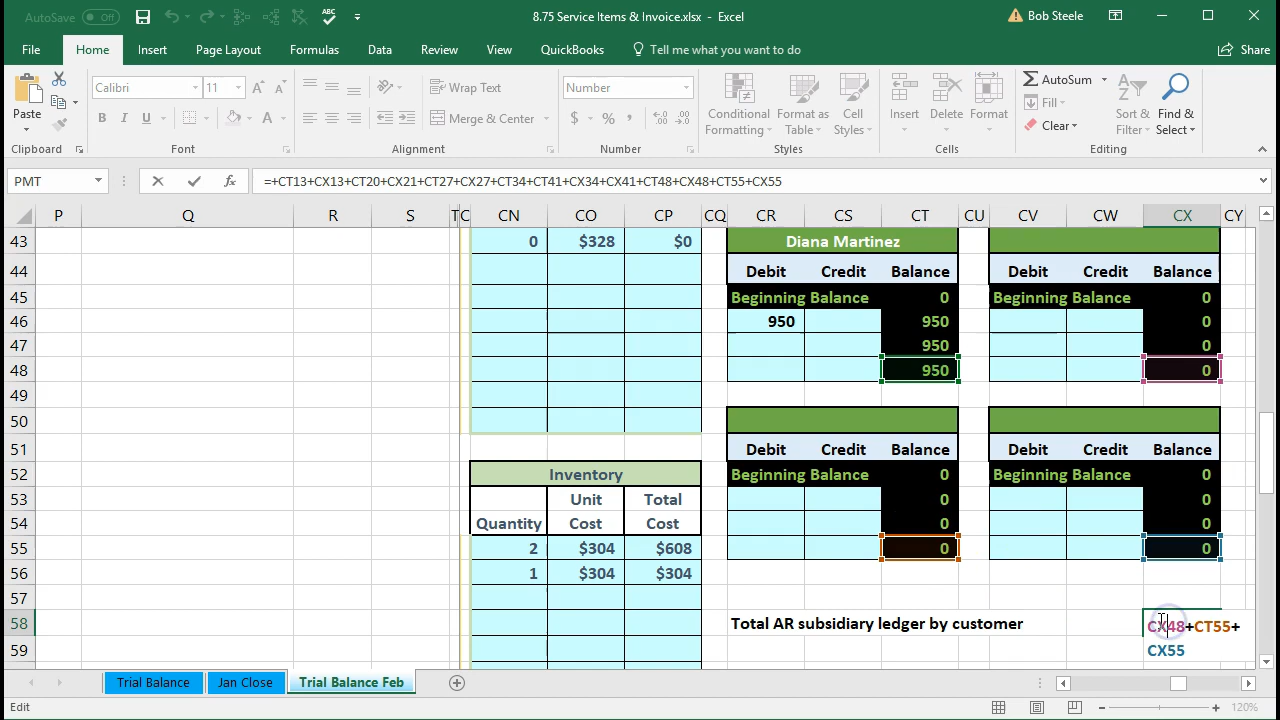 AutoSave Off ABC 8.75 Service Items & Invoice.xlsx - Excel Bob Steele
File Home Insert Page Layout Formulas Data Review View QuickBooks Tell me what you want to do Share
Paste Calibri 11 B I U A A A Wrap Text Merge & Center Number $ % , Conditional Formatting Format as Table Cell Styles Insert Delete Format AutoSum Fill Clear Sort & Filter Find & Select
Clipboard Font Alignment Number Styles Cells Editing
PMT fx =+CT13+CX13+CT20+CX21+CT27+CX27+CT34+CT41+CX34+CX41+CT48+CX48+CT55+CX55
P Q R S T C CN CO CP CQ CR CS CT CU CV CW CX CY
43 0 $328 $0 Diana Martinez
44 Debit Credit Balance Debit Credit Balance
45 Beginning Balance 0 Beginning Balance 0
46 950 950 0
47 950 0
48 950 0
49
50
51 Debit Credit Balance Debit Credit Balance
52 Inventory Beginning Balance 0 Beginning Balance 0
53 Unit Total 0 0
54 Quantity Cost Cost 0 0
55 2 $304 $608 0 0
56 1 $304 $304
57
58 Total AR subsidiary ledger by customer CX48+CT55+
59 CX55
Trial Balance Jan Close Trial Balance Feb
Edit 120%